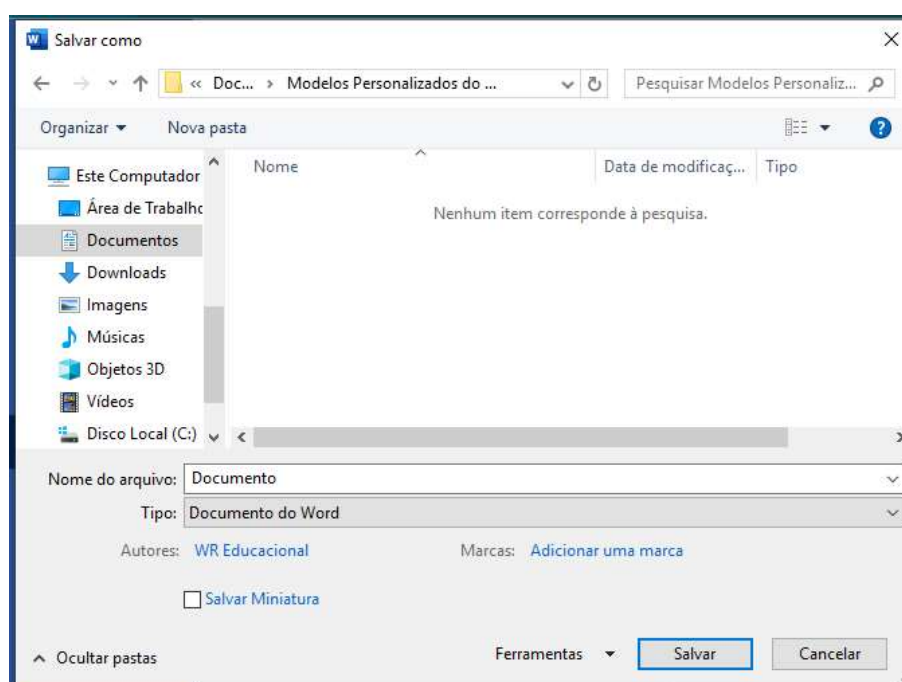 Salvar como
« Doc... › Modelos Personalizados do ... Pesquisar Modelos Personaliz...
Organizar Nova pasta
Nome Data de modificaç... Tipo
Nenhum item corresponde à pesquisa.
Este Computador
Área de Trabalho
Documentos
Downloads
Imagens
Músicas
Objetos 3D
Vídeos
Disco Local (C:)
Nome do arquivo: Documento
Tipo: Documento do Word
Autores: WR Educacional Marcas: Adicionar uma marca
Salvar Miniatura
Ocultar pastas Ferramentas Salvar Cancelar